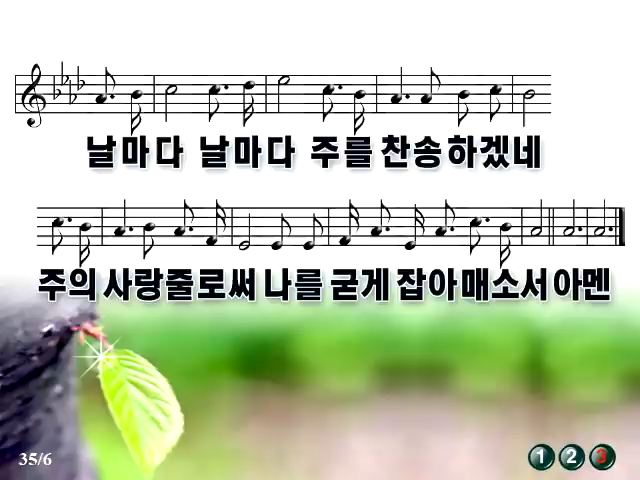 날마다 날마다 주를 찬송하겠네
주의 사랑줄로써 나를 굳게 잡아매소서아멘
35/6
1 2 3